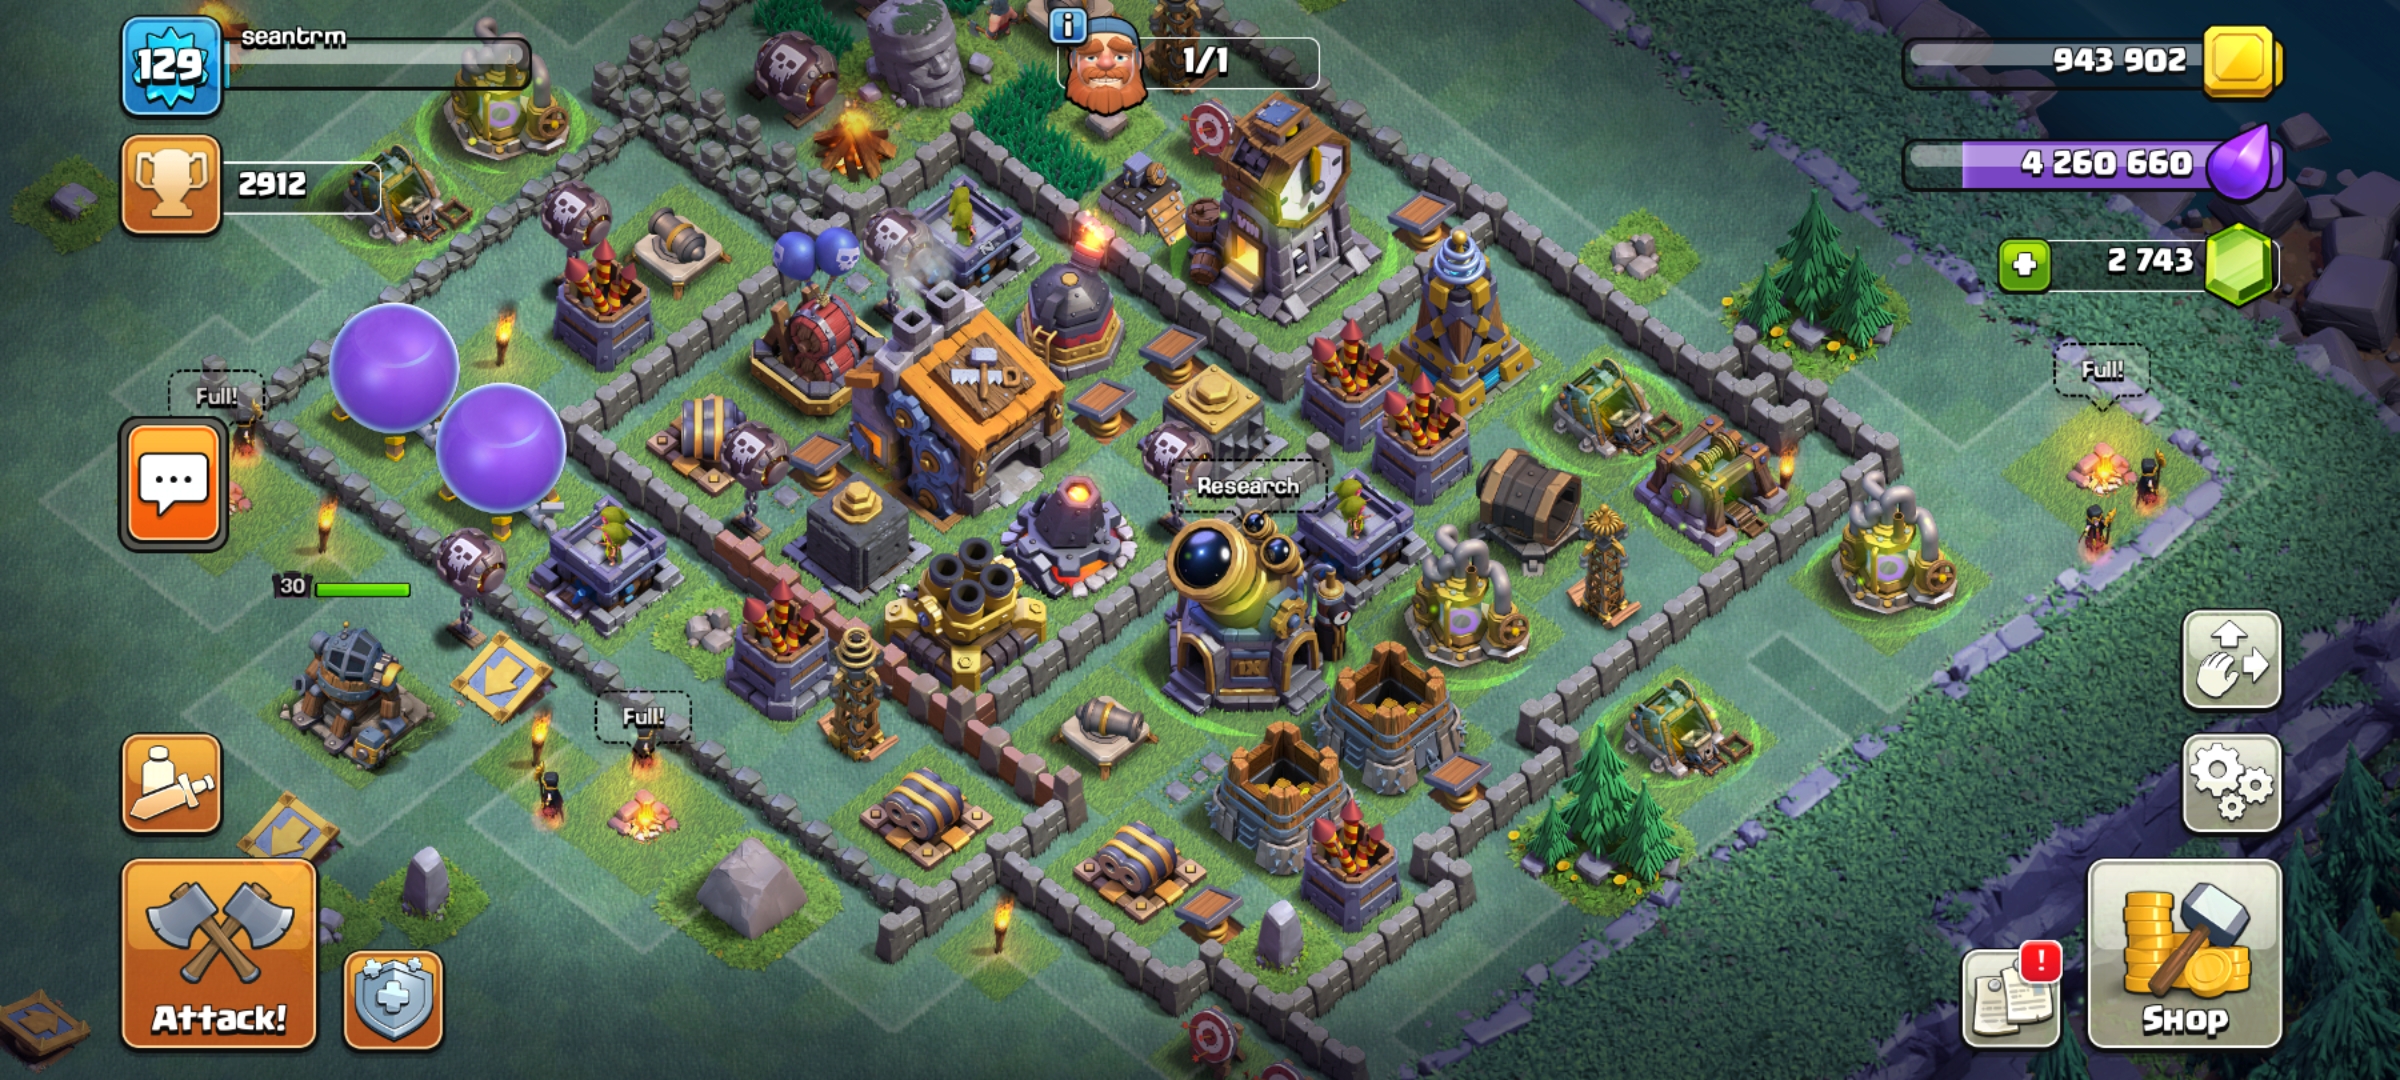 129
seantrm
1/1
943 902
2912
4 260 660
2 743
Full!
Full!
Research
30
Full!
IX
Attack!
!
Shop